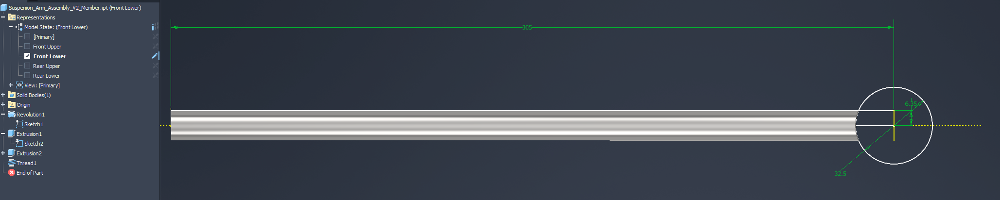 Suspenion_Arm_Assembly_V2_Member.ipt (Front Lower)
Representations
Model State: (Front Lower)
[Primary]
Front Upper
Front Lower
Rear Upper
Rear Lower
View: [Primary]
Solid Bodies(1)
Origin
Revolution1
Sketch1
Extrusion1
Sketch2
Extrusion2
Thread1
End of Part
305
6.35
32.5